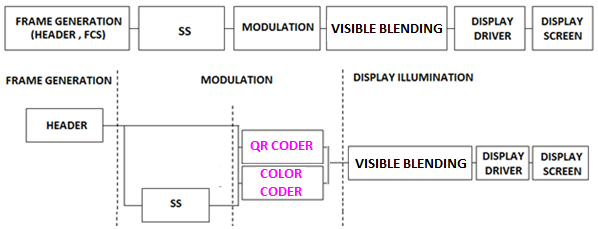 FRAME GENERATION
(HEADER , FCS)
SS
MODULATION
VISIBLE BLENDING
DISPLAY
DRIVER
DISPLAY
SCREEN
FRAME GENERATION
MODULATION
DISPLAY ILLUMINATION
HEADER
QR CODER
COLOR
CODER
SS
VISIBLE BLENDING
DISPLAY
DRIVER
DISPLAY
SCREEN